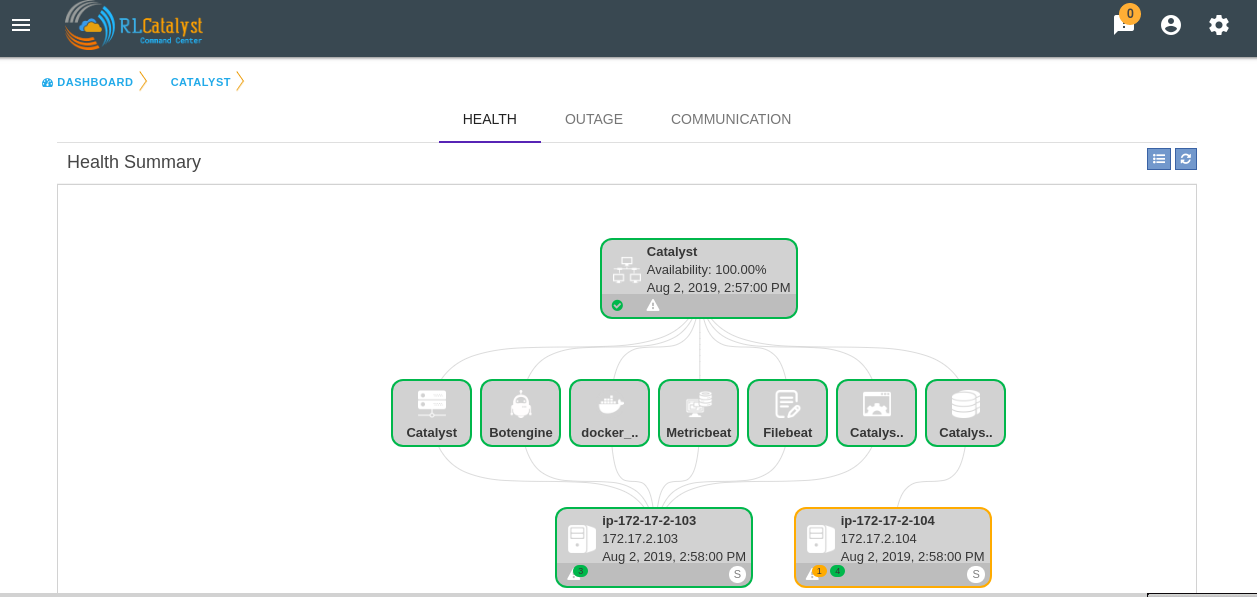 RLCatalyst
Command Center
0
DASHBOARD
CATALYST
HEALTH
OUTAGE
COMMUNICATION
Health Summary
Catalyst
Availability: 100.00%
Aug 2, 2019, 2:57:00 PM
Catalyst
Botengine
docker_..
Metricbeat
Filebeat
Catalys..
Catalys..
ip-172-17-2-103
172.17.2.103
Aug 2, 2019, 2:58:00 PM
3
S
ip-172-17-2-104
172.17.2.104
Aug 2, 2019, 2:58:00 PM
1
4
S